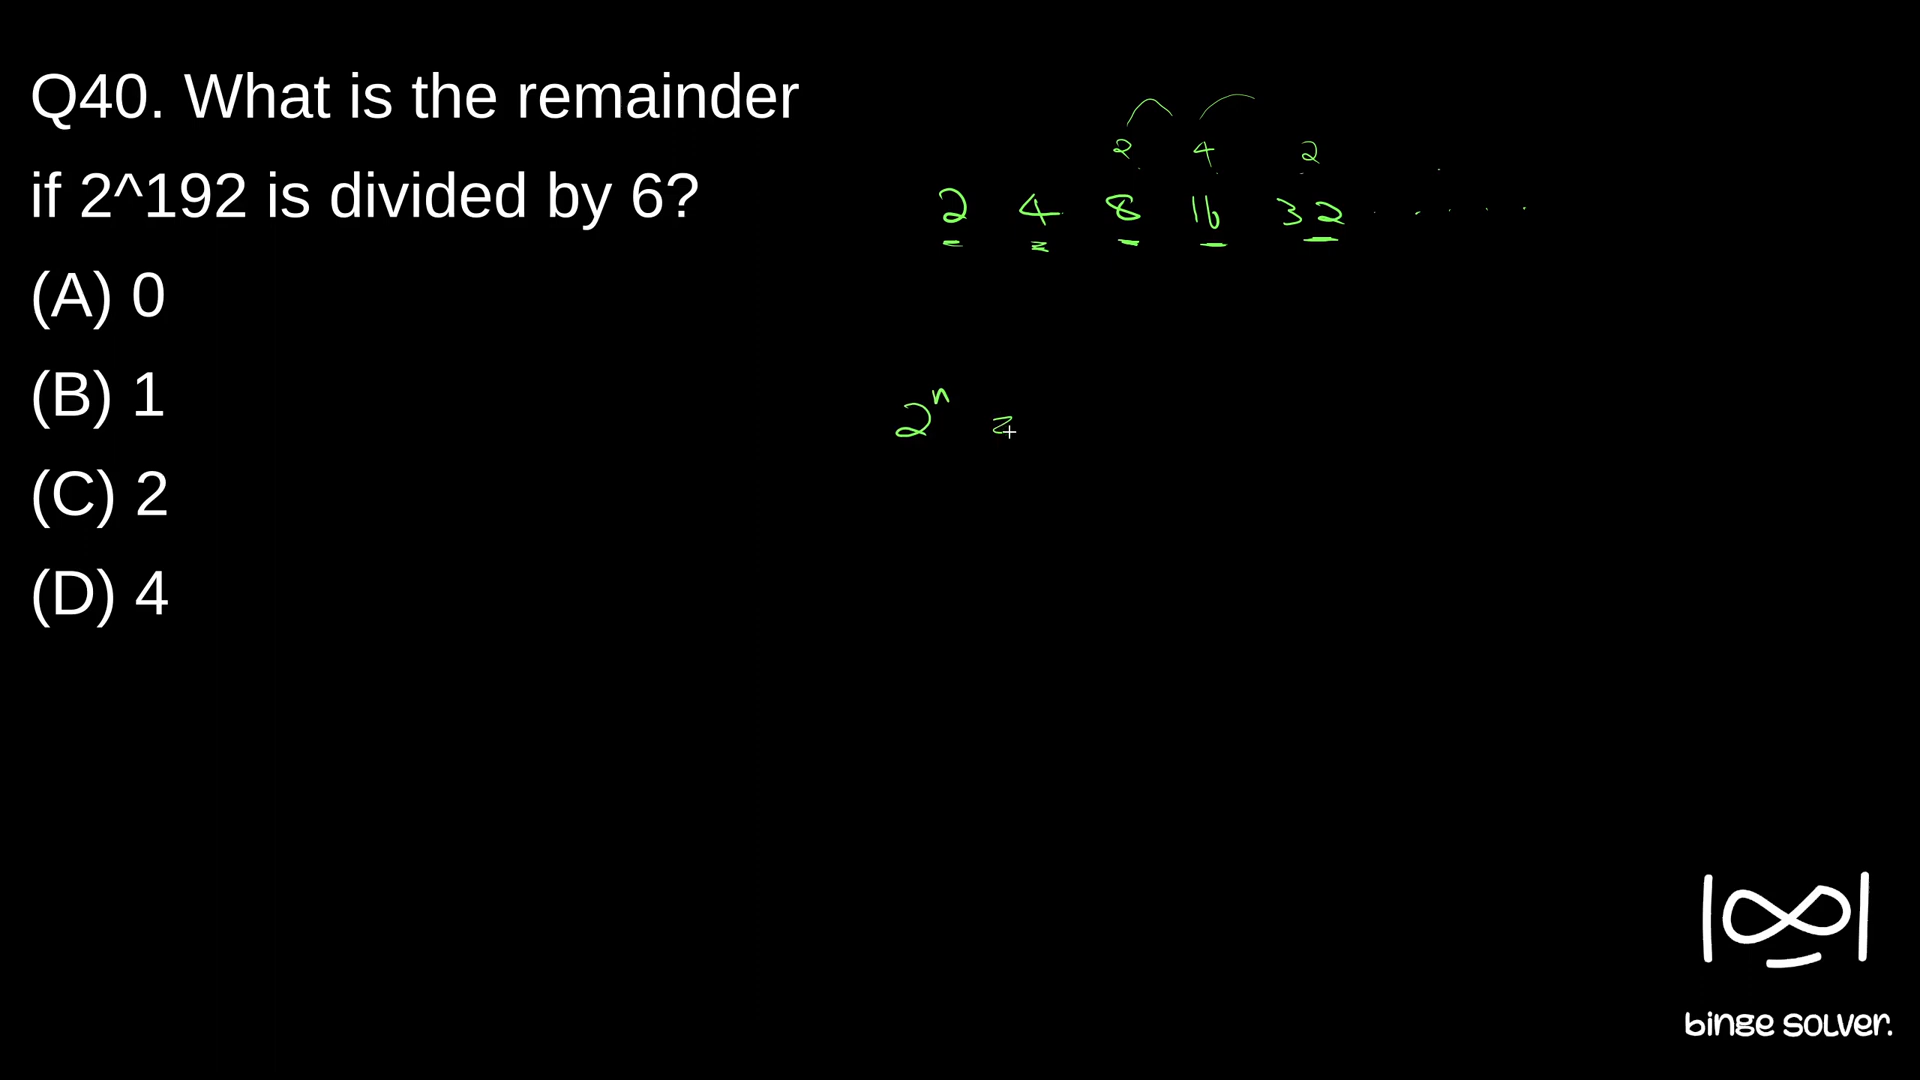 Q40. What is the remainder
if 2^192 is divided by 6?
(A) 0
(B) 1
(C) 2
(D) 4
2 4 2
2 4 8 16 32 . . . . . .
2^n =
binge solver.